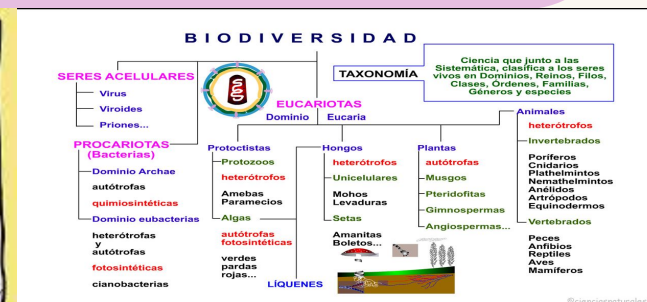 BIODIVERSIDAD
TAXONOMÍA
Ciencia que junto a las
Sistemática, clasifica a los seres
vivos en Dominios, Reinos, Filos,
Clases, Órdenes, Familias,
Géneros y especies
SERES ACELULARES
Virus
Viroides
Priones...
PROCARIOTAS
(Bacterias)
Dominio Archae
autótrofas
quimiosintéticas
Dominio eubacterias
heterótrofas
y
autótrofas
fotosintéticas
cianobacterias
EUCARIOTAS
Dominio Eucaria
Protoctistas
Protozoos
heterótrofos
Amebas
Paramecios
Algas
autótrofas
fotosintéticas
verdes
pardas
rojas...
LÍQUENES
Hongos
heterótrofos
Unicelulares
Mohos
Levaduras
Setas
Amanitas
Boletos...
Plantas
autótrofas
Musgos
Pteridofitas
Gimnospermas
Angiospermas...
Animales
heterótrofos
Invertebrados
Poríferos
Cnidarios
Plathelmintos
Nemathelmintos
Anélidos
Artrópodos
Equinodermos
Vertebrados
Peces
Anfibios
Reptiles
Aves
Mamíferos